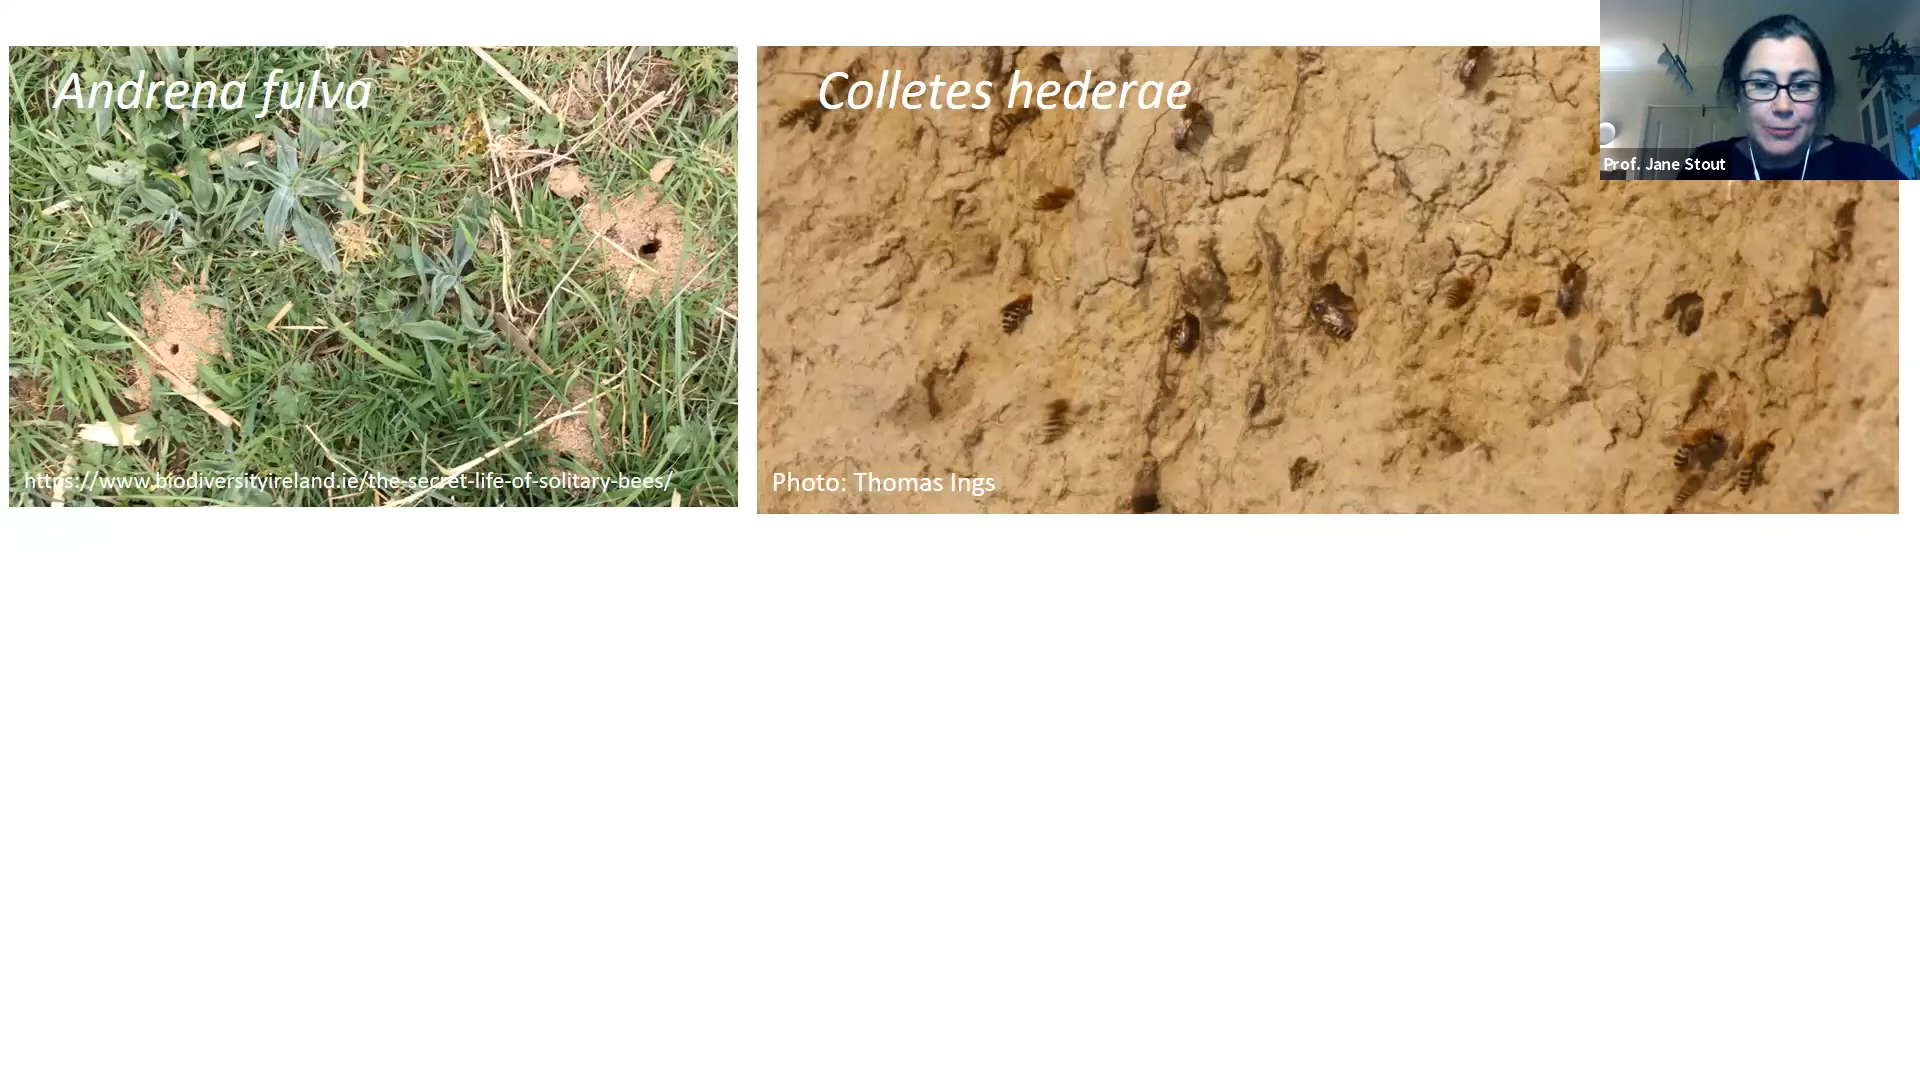 Andrena fulva
Colletes hederae
Prof. Jane Stout
https://www.biodiversityireland.ie/the-secret-life-of-solitary-bees/
Photo: Thomas Ings